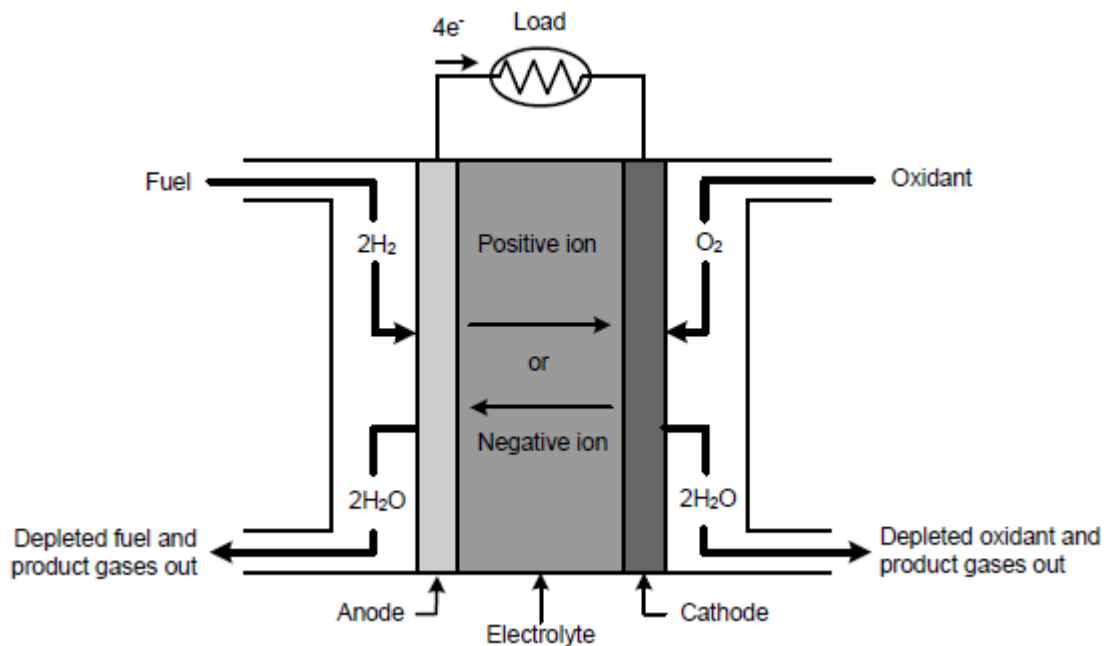 4e⁻
Load
Fuel
Oxidant
2H₂
Positive ion
O₂
or
Negative ion
2H₂O
2H₂O
Depleted fuel and
product gases out
Depleted oxidant and
product gases out
Anode
Electrolyte
Cathode